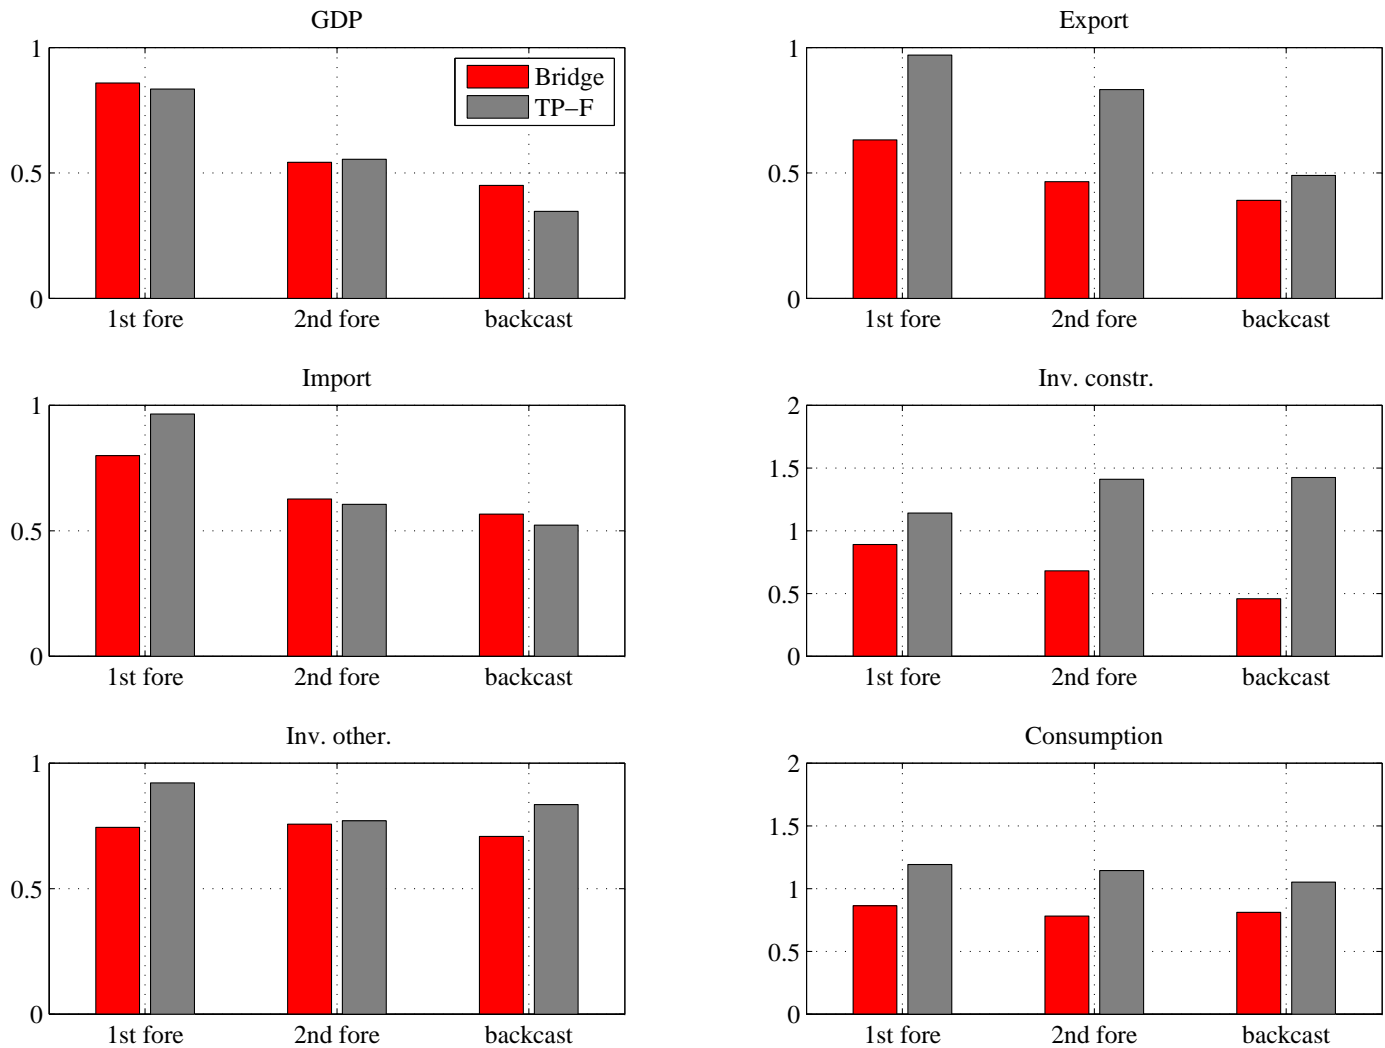 GDP
1
0.5
0
1st fore 2nd fore backcast
Bridge
TP−F
Export
1
0.5
0
1st fore 2nd fore backcast
Import
1
0.5
0
1st fore 2nd fore backcast
Inv. constr.
2
1.5
1
0.5
0
1st fore 2nd fore backcast
Inv. other.
1
0.5
0
1st fore 2nd fore backcast
Consumption
2
1.5
1
0.5
0
1st fore 2nd fore backcast